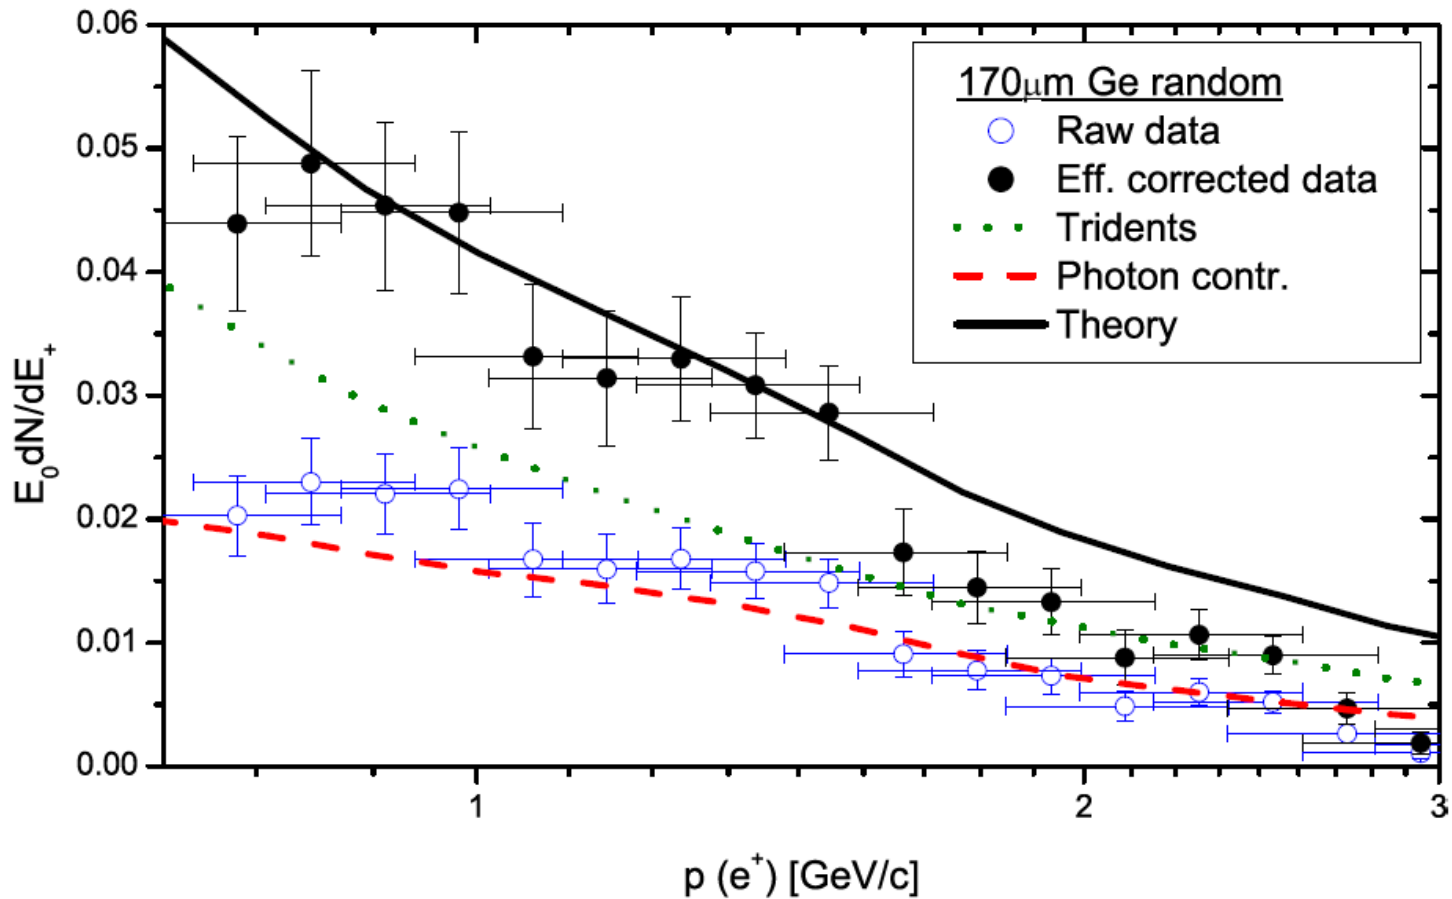 0.06
0.05
0.04
0.03
0.02
0.01
0.00
E₀dN/dE₊
170μm Ge random
Raw data
Eff. corrected data
Tridents
Photon contr.
Theory
1 2 3
p (e⁺) [GeV/c]